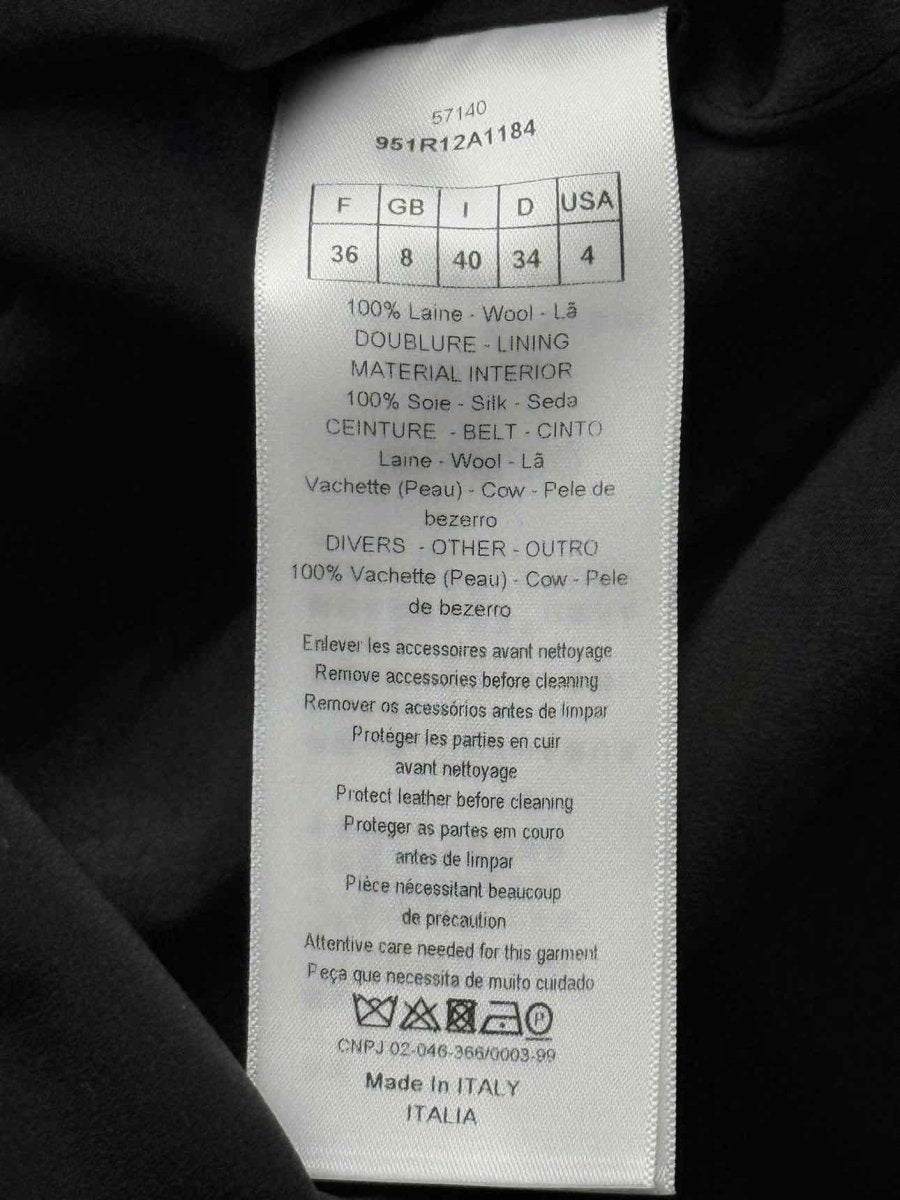 57140
951R12A1184
F GB I D USA
36 8 40 34 4
100% Laine - Wool - Lã
DOUBLURE - LINING
MATERIAL INTERIOR
100% Soie - Silk - Seda
CEINTURE - BELT - CINTO
Laine - Wool - Lã
Vachette (Peau) - Cow - Pele de
bezerro
DIVERS - OTHER - OUTRO
100% Vachette (Peau) - Cow - Pele
de bezerro
Enlever les accessoires avant nettoyage
Remove accessories before cleaning
Remover os acessórios antes de limpar
Protéger les parties en cuir
avant nettoyage
Protect leather before cleaning
Proteger as partes em couro
antes de limpar
Pièce nécessitant beaucoup
de précaution
Attentive care needed for this garment
Peça que necessita de muito cuidado
P
CNPJ 02-046-366/0003-99
Made In ITALY
ITALIA